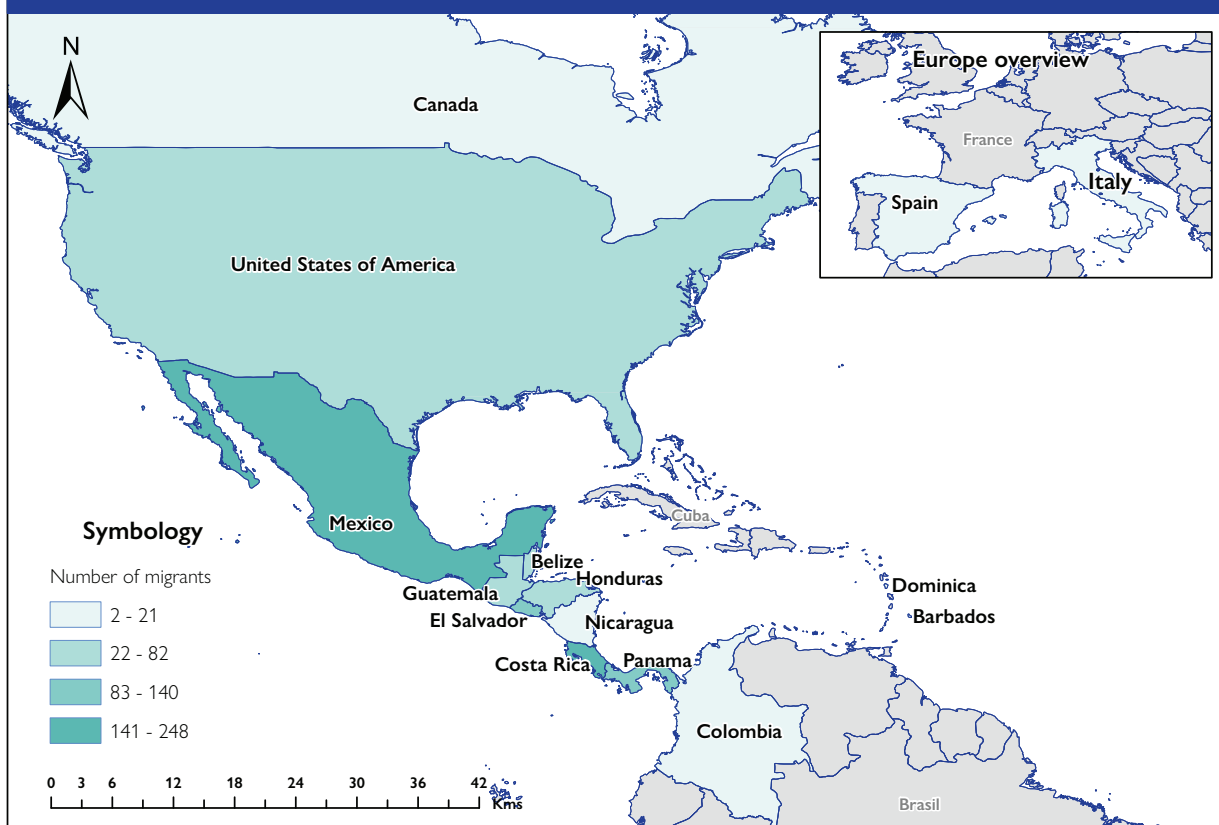 N
Canada
Europe overview
France
Italy
Spain
United States of America
Mexico
Cuba
Symbology
Belize
Honduras
Number of migrants
Guatemala
Dominica
2 - 21
El Salvador
Nicaragua
Barbados
22 - 82
Costa Rica
Panama
83 - 140
141 - 248
Colombia
0 3 6 12 18 24 30 36 42
Kms
Brasil